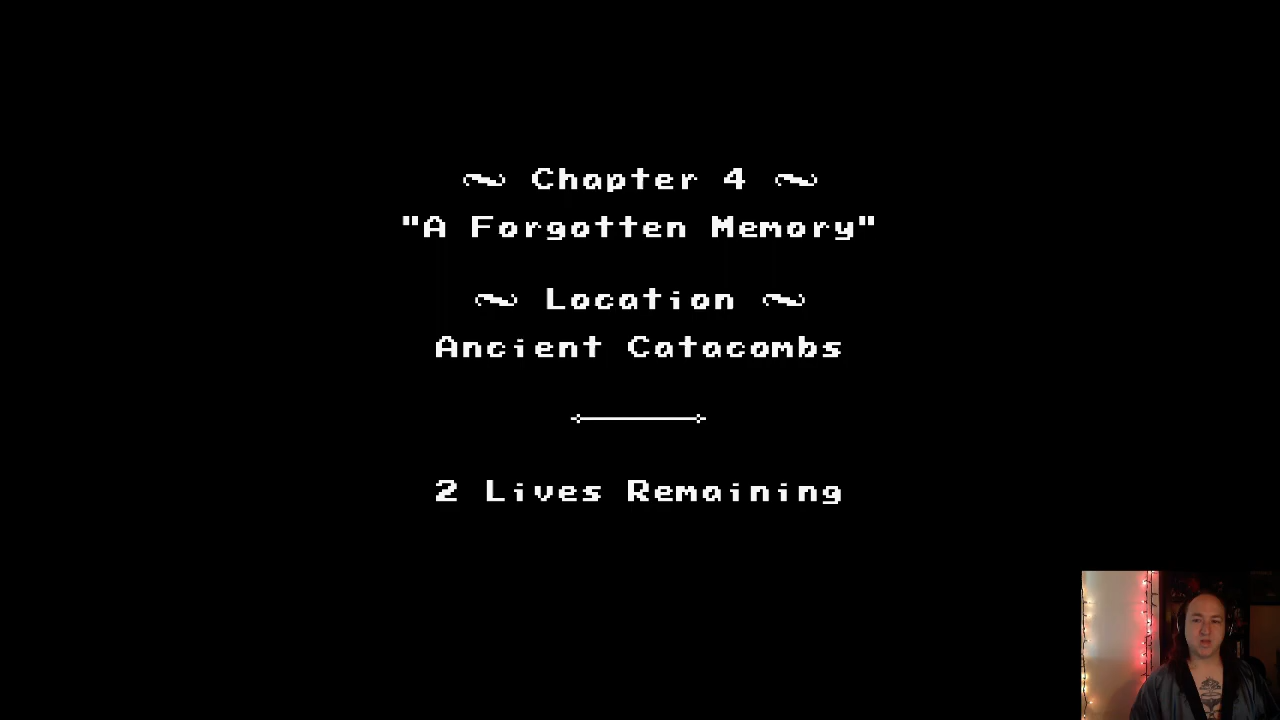 ~ Chapter 4 ~
"A Forgotten Memory"
~ Location ~
Ancient Catacombs
2 Lives Remaining